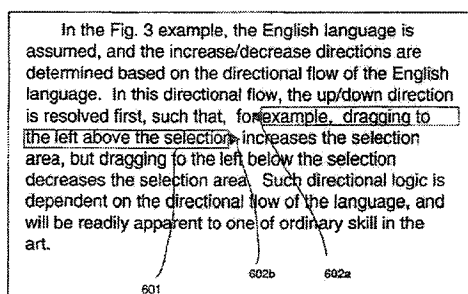 In the Fig. 3 example, the English language is
assumed, and the increase/decrease directions are
determined based on the directional flow of the English
language. In this directional flow, the up/down direction
is resolved first, such that, for example, dragging to
the left above the selection increases the selection
area, but dragging to the left below the selection
decreases the selection area. Such directional logic is
dependent on the directional flow of the language, and
will be readily apparent to one of ordinary skill in the
art.
601 602b 602a